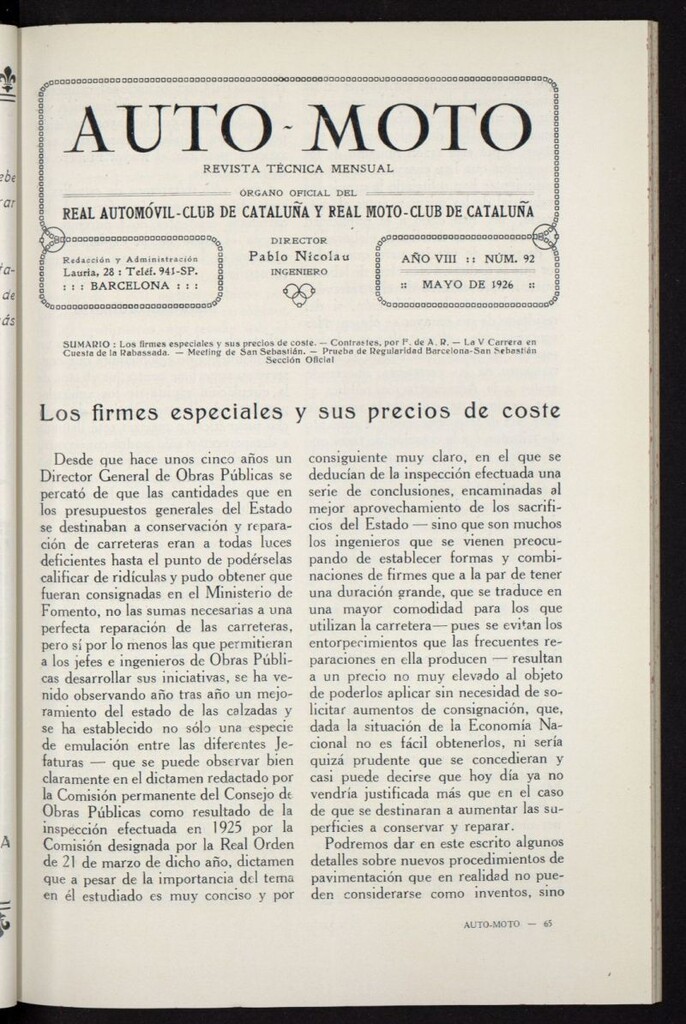 AUTO-MOTO
REVISTA TÉCNICA MENSUAL
ÓRGANO OFICIAL DEL
REAL AUTOMÓVIL-CLUB DE CATALUÑA Y REAL MOTO-CLUB DE CATALUÑA
Redacción y Administración
Lauria, 28 : Teléf. 941-SP.
: : : BARCELONA : : :
DIRECTOR
Pablo Nicolau
INGENIERO
AÑO VIII :: NÚM. 92
:: MAYO DE 1926 ::
SUMARIO : Los firmes especiales y sus precios de coste. — Contrastes, por P. de A. R. — La V Carrera en
Cuesta de la Rabassada. — Meeting de San Sebastián. — Prueba de Regularidad Barcelona-San Sebastián
Sección Oficial
Los firmes especiales y sus precios de coste
Desde que hace unos cinco años un
Director General de Obras Públicas se
percató de que las cantidades que en
los presupuestos generales del Estado
se destinaban a conservación y repara-
ción de carreteras eran a todas luces
deficientes hasta el punto de podérselas
calificar de ridículas y pudo obtener que
fueran consignadas en el Ministerio de
Fomento, no las sumas necesarias a una
perfecta reparación de las carreteras,
pero sí por lo menos las que permitieran
a los jefes e ingenieros de Obras Públi-
cas desarrollar sus iniciativas, se ha ve-
nido observando año tras año un mejo-
ramiento del estado de las calzadas y
se ha establecido no sólo una especie
de emulación entre las diferentes Je-
faturas — que se puede observar bien
claramente en el dictamen redactado por
la Comisión permanente del Consejo de
Obras Públicas como resultado de la
inspección efectuada en 1925 por la
Comisión designada por la Real Orden
de 21 de marzo de dicho año, dictamen
que a pesar de la importancia del tema
en él estudiado es muy conciso y por
consiguiente muy claro, en el que se
deducían de la inspección efectuada una
serie de conclusiones, encaminadas al
mejor aprovechamiento de los sacrifi-
cios del Estado — sino que son muchos
los ingenieros que se vienen preocu-
pando de establecer formas y combi-
naciones de firmes que a la par de tener
una duración grande, que se traduce en
una mayor comodidad para los que
utilizan la carretera— pues se evitan los
entorpecimientos que las frecuentes re-
paraciones en ella producen — resultan
a un precio no muy elevado al objeto
de poderlos aplicar sin necesidad de so-
licitar aumentos de consignación, que,
dada la situación de la Economía Na-
cional no es fácil obtenerlos, ni sería
quizá prudente que se concedieran y
casi puede decirse que hoy día ya no
vendría justificada más que en el caso
de que se destinaran a aumentar las su-
perficies a conservar y reparar.
Podremos dar en este escrito algunos
detalles sobre nuevos procedimientos de
pavimentación que en realidad no pue-
den considerarse como inventos, sino
AUTO-MOTO — 65